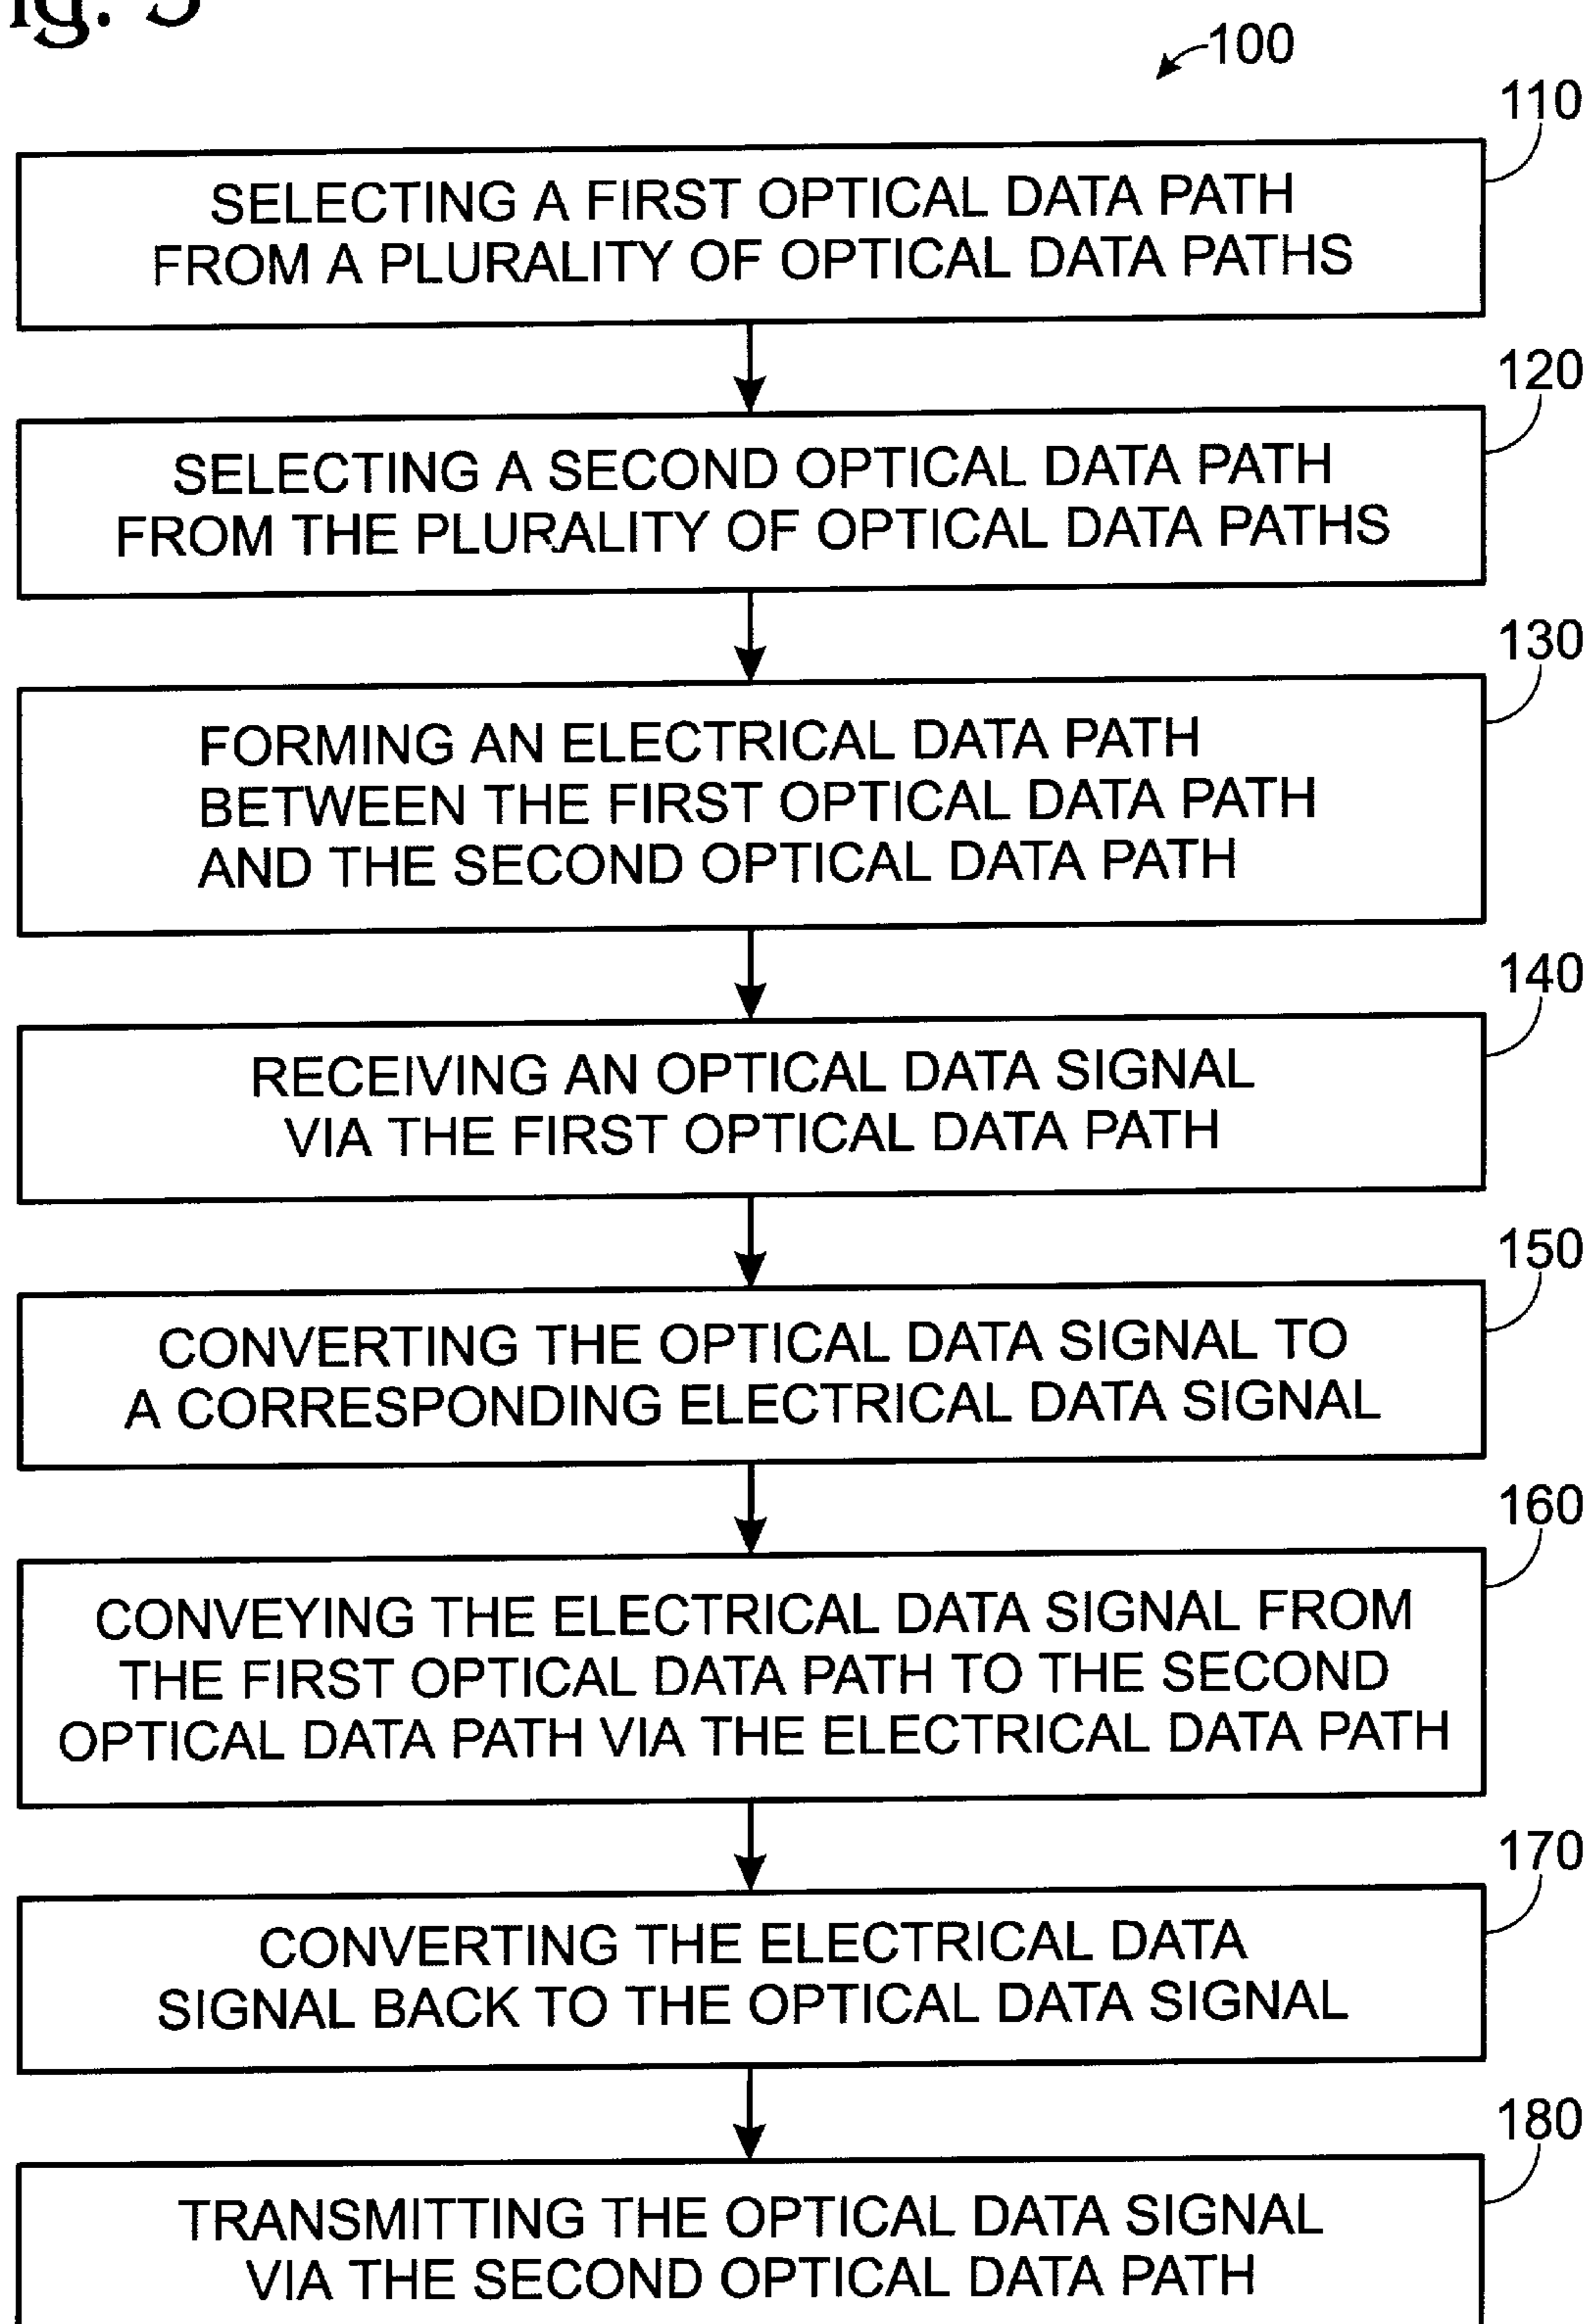 100
110
SELECTING A FIRST OPTICAL DATA PATH
FROM A PLURALITY OF OPTICAL DATA PATHS
120
SELECTING A SECOND OPTICAL DATA PATH
FROM THE PLURALITY OF OPTICAL DATA PATHS
130
FORMING AN ELECTRICAL DATA PATH
BETWEEN THE FIRST OPTICAL DATA PATH
AND THE SECOND OPTICAL DATA PATH
140
RECEIVING AN OPTICAL DATA SIGNAL
VIA THE FIRST OPTICAL DATA PATH
150
CONVERTING THE OPTICAL DATA SIGNAL TO
A CORRESPONDING ELECTRICAL DATA SIGNAL
160
CONVEYING THE ELECTRICAL DATA SIGNAL FROM
THE FIRST OPTICAL DATA PATH TO THE SECOND
OPTICAL DATA PATH VIA THE ELECTRICAL DATA PATH
170
CONVERTING THE ELECTRICAL DATA
SIGNAL BACK TO THE OPTICAL DATA SIGNAL
180
TRANSMITTING THE OPTICAL DATA SIGNAL
VIA THE SECOND OPTICAL DATA PATH